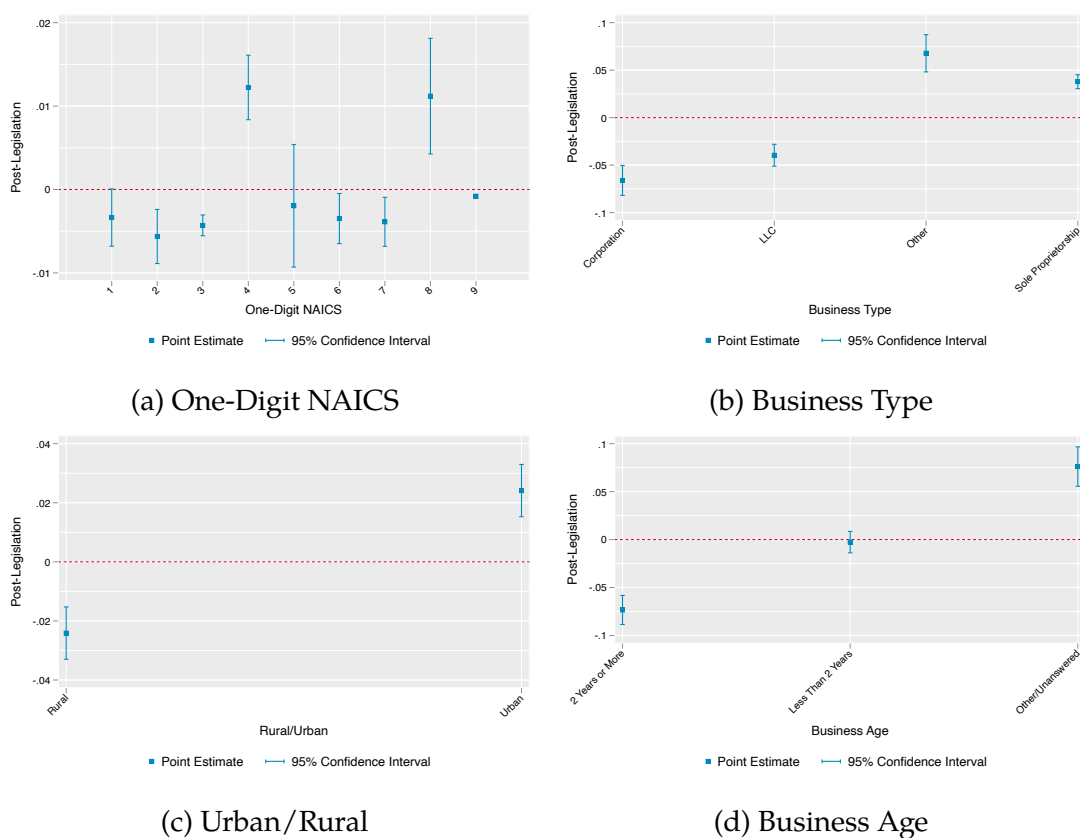 .02
.01
0
-.01
Post-Legislation
1 2 3 4 5 6 7 8 9
One-Digit NAICS
Point Estimate 95% Confidence Interval
(a) One-Digit NAICS
.1
.05
0
-.05
-.1
Post-Legislation
Corporation LLC Other Sole Proprietorship
Business Type
Point Estimate 95% Confidence Interval
(b) Business Type
.04
.02
0
-.02
-.04
Post-Legislation
Rural Urban
Rural/Urban
Point Estimate 95% Confidence Interval
(c) Urban/Rural
.1
.05
0
-.05
-.1
Post-Legislation
2 Years or More Less Than 2 Years Other/Unanswered
Business Age
Point Estimate 95% Confidence Interval
(d) Business Age